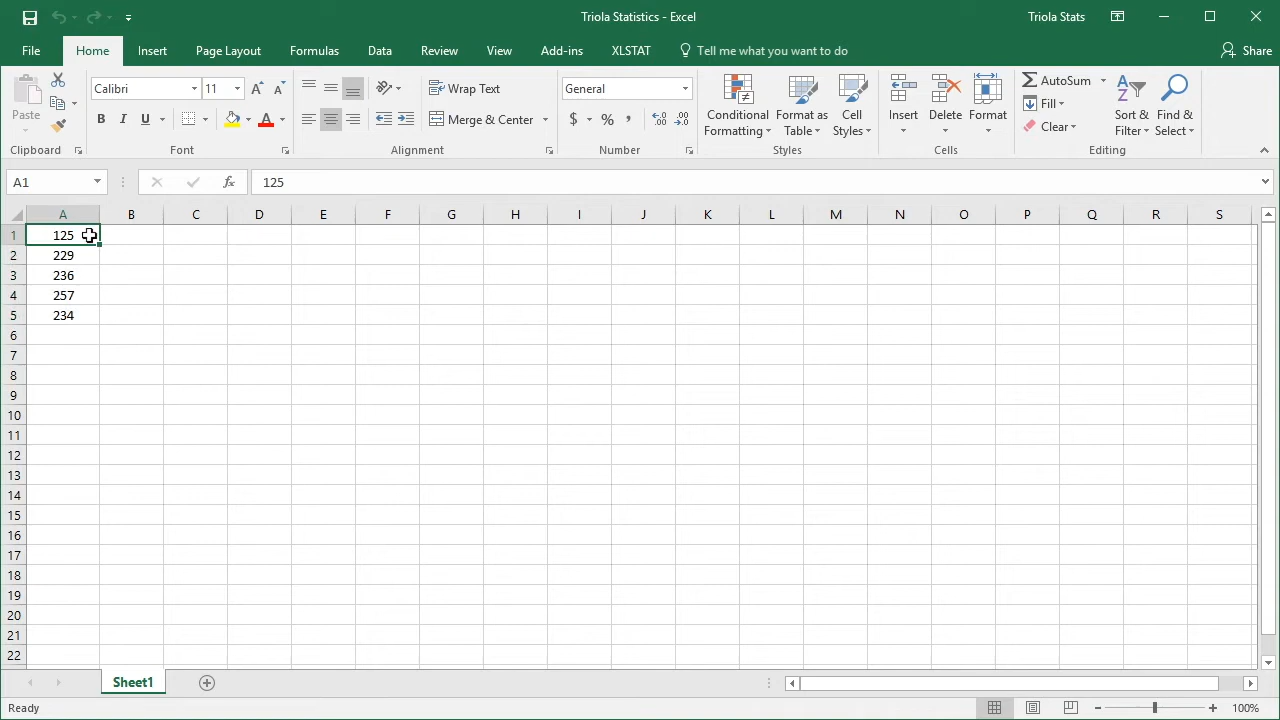 Triola Statistics - Excel
Triola Stats
File Home Insert Page Layout Formulas Data Review View Add-ins XLSTAT Tell me what you want to do Share
Paste
Clipboard
Calibri 11
B I U A
Font
Wrap Text
Merge & Center
Alignment
General
$ % ,
Number
Conditional Formatting
Format as Table
Cell Styles
Styles
Insert Delete Format
Cells
AutoSum
Fill
Clear
Sort & Filter
Find & Select
Editing
A1 fx 125
A B C D E F G H I J K L M N O P Q R S
1 125
2 229
3 236
4 257
5 234
6
7
8
9
10
11
12
13
14
15
16
17
18
19
20
21
22
Sheet1
Ready 100%